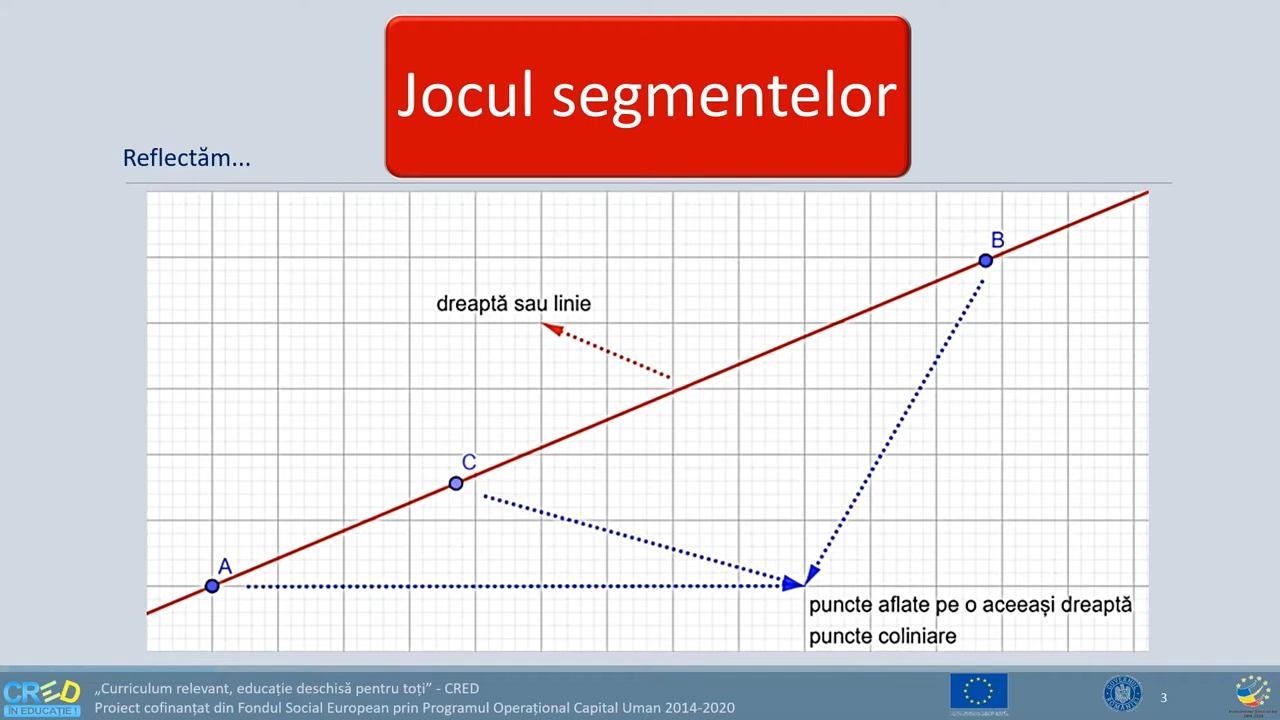 Jocul segmentelor
Reflectăm...
B
dreaptă sau linie
C
A
puncte aflate pe o aceeași dreaptă
puncte coliniare
CRED
ÎN EDUCAȚIE !
„Curriculum relevant, educație deschisă pentru toți” - CRED
Proiect cofinanțat din Fondul Social European prin Programul Operațional Capital Uman 2014-2020
3